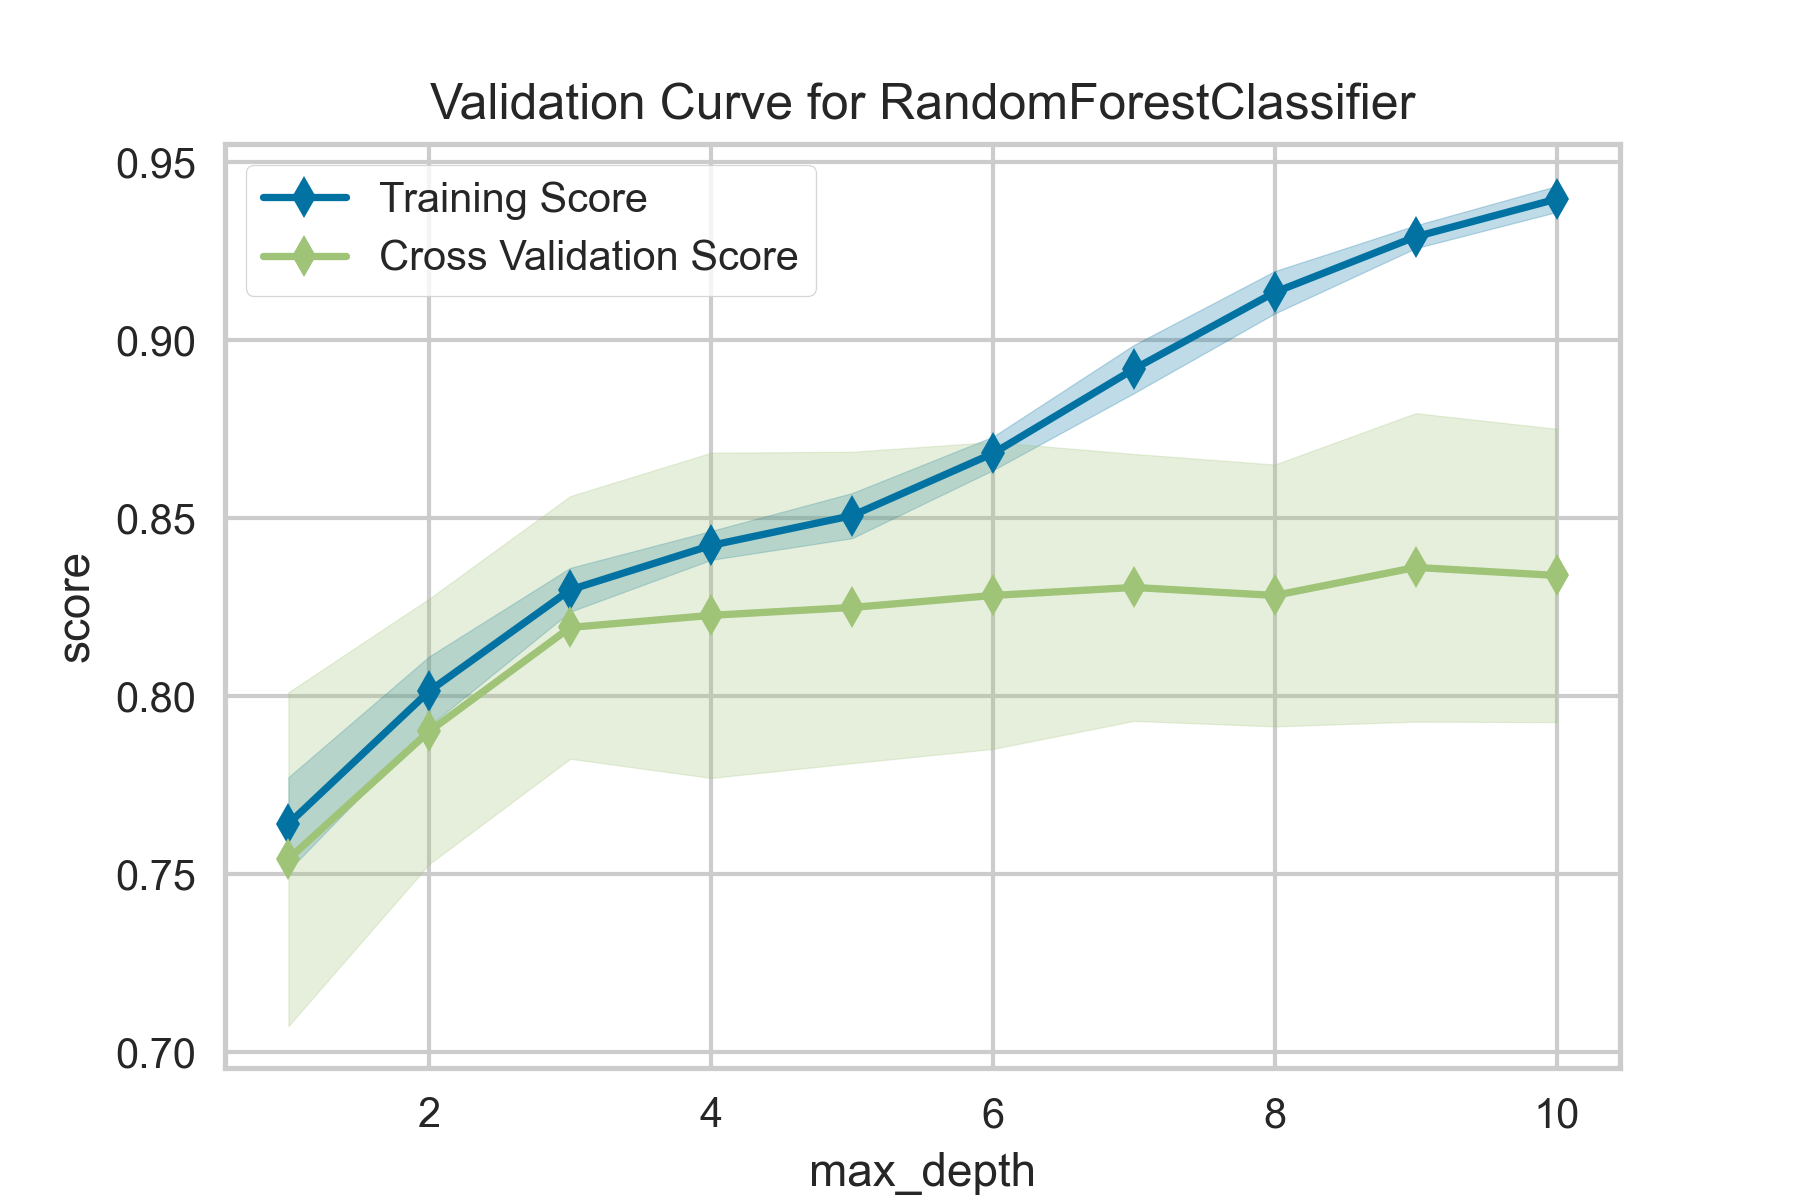 Validation Curve for RandomForestClassifier
Training Score
Cross Validation Score
0.95
0.90
0.85
0.80
0.75
0.70
score
2 4 6 8 10
max_depth